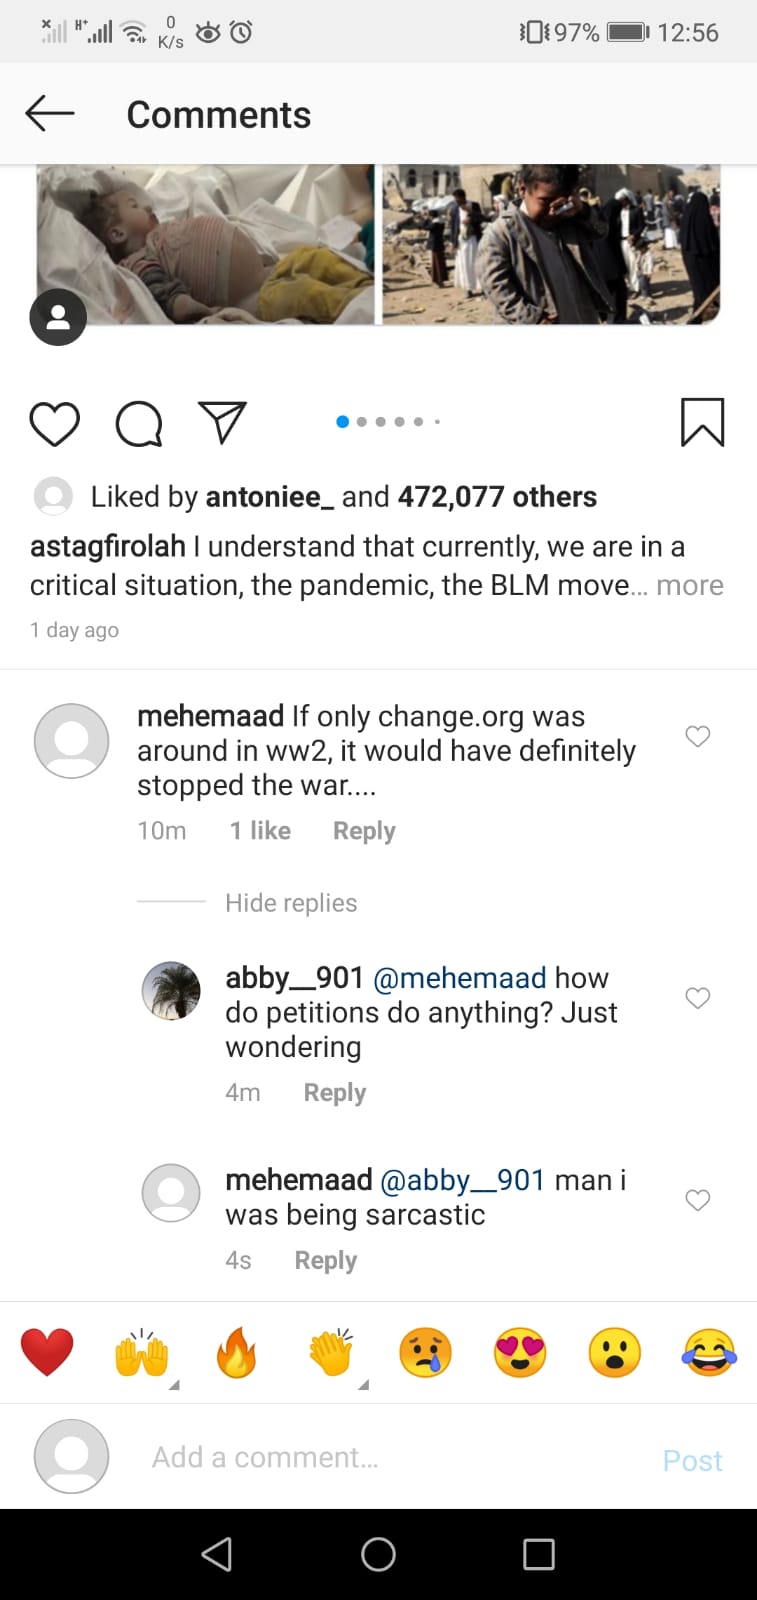 H+ 0 K/s 97% 12:56
Comments
Liked by antoniee_ and 472,077 others
astagfirolah I understand that currently, we are in a
critical situation, the pandemic, the BLM move... more
1 day ago
mehemaad If only change.org was
around in ww2, it would have definitely
stopped the war....
10m 1 like Reply
Hide replies
abby__901 @mehemaad how
do petitions do anything? Just
wondering
4m Reply
mehemaad @abby__901 man i
was being sarcastic
4s Reply
Add a comment... Post